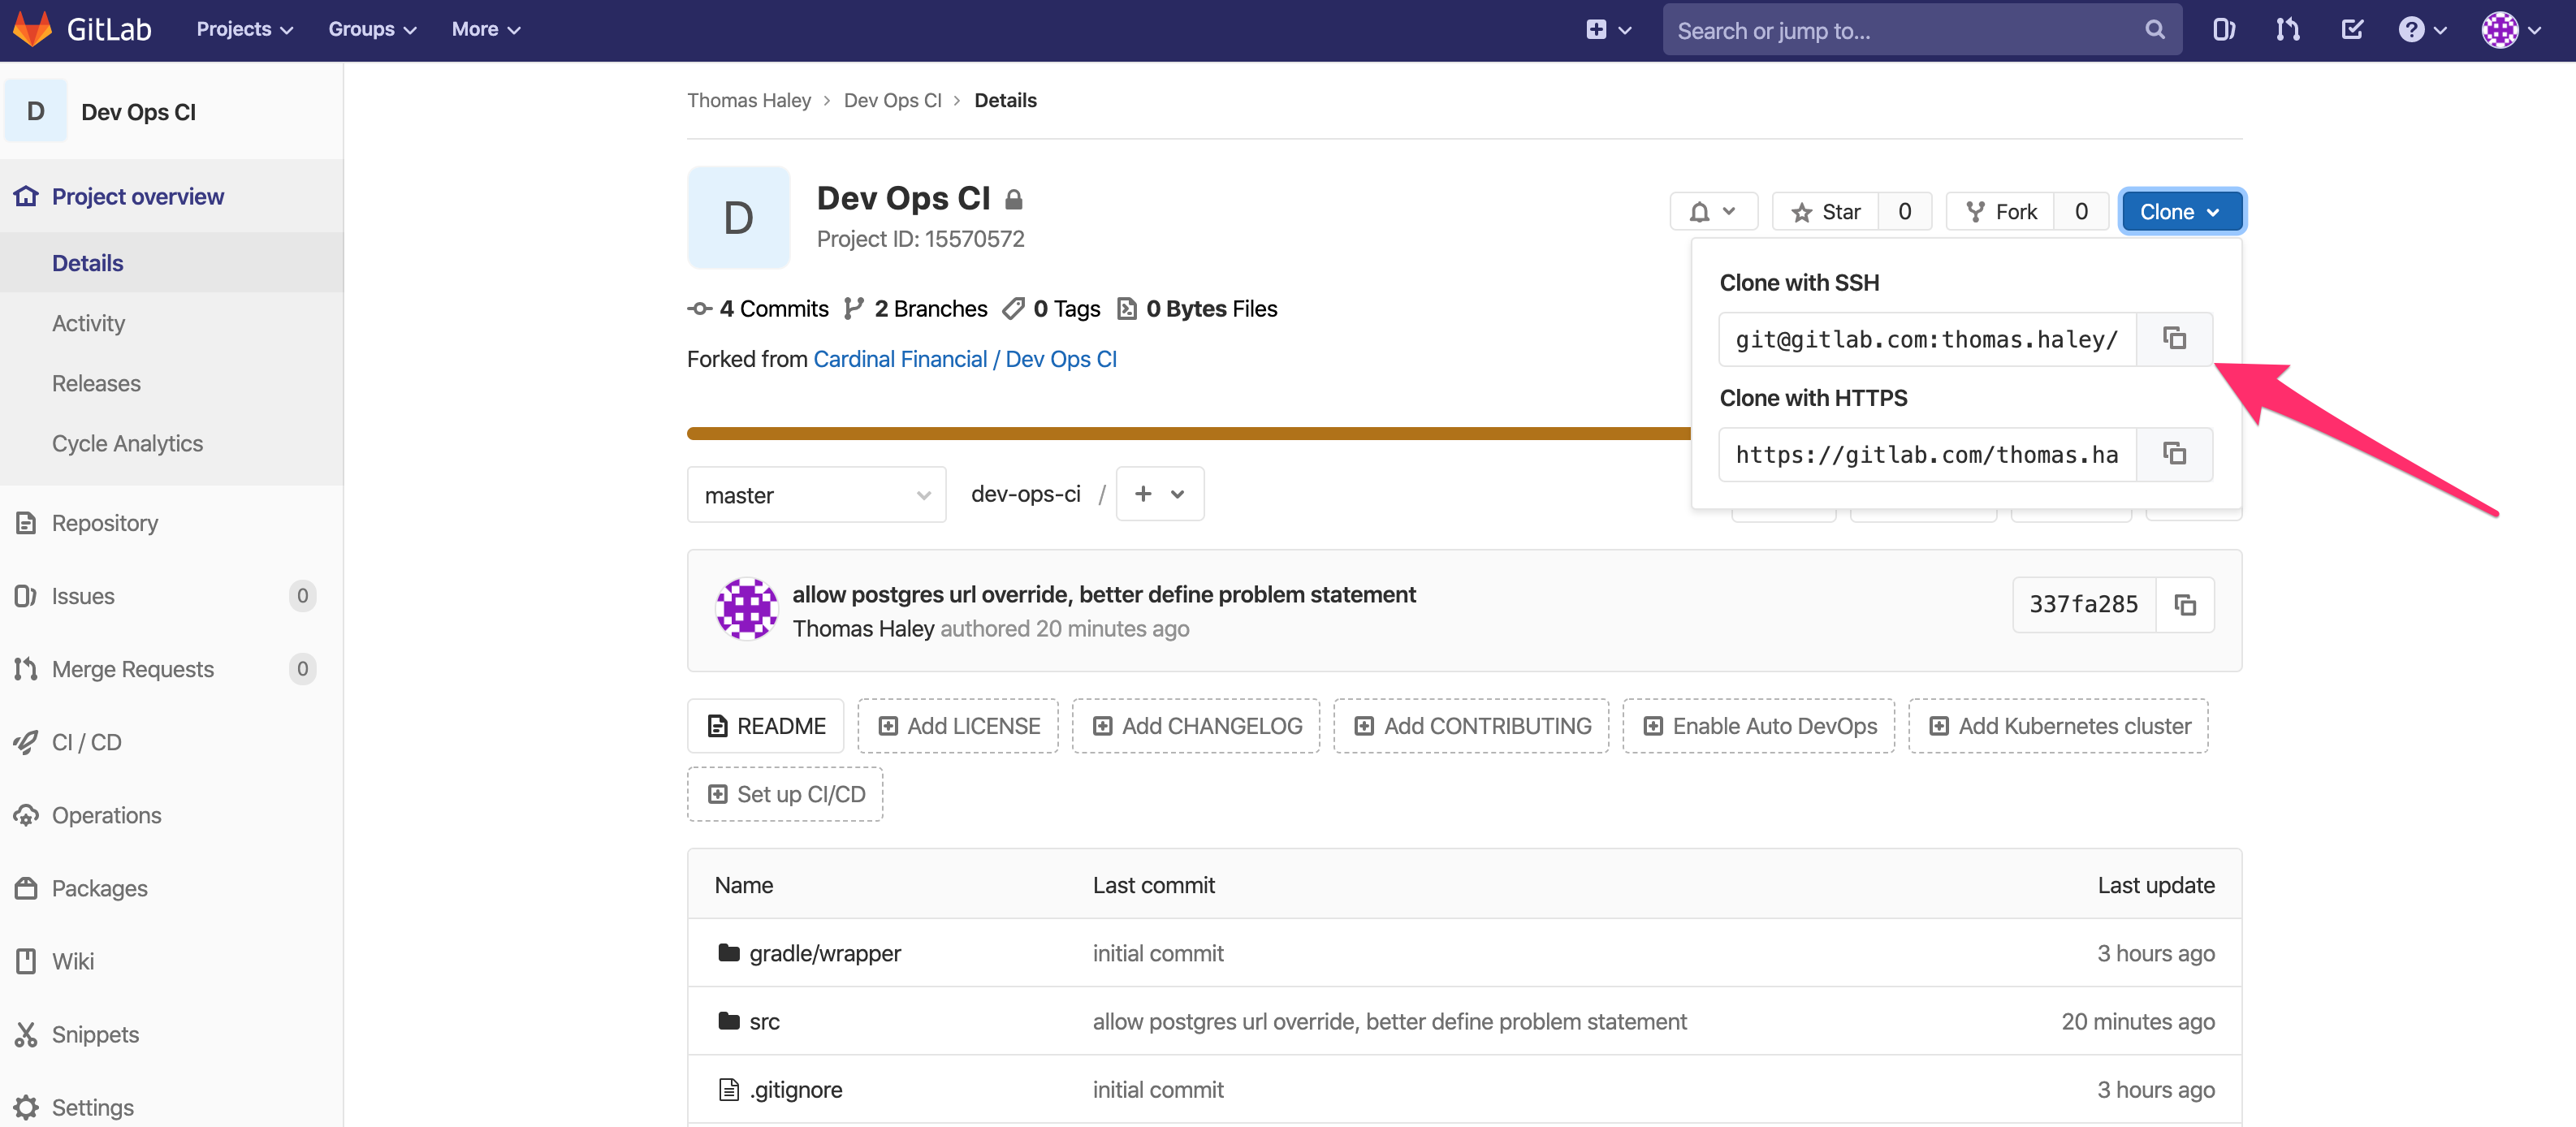 GitLab Projects Groups More Search or jump to...
D Dev Ops CI
Project overview
Details
Activity
Releases
Cycle Analytics
Repository
Issues 0
Merge Requests 0
CI / CD
Operations
Packages
Wiki
Snippets
Settings
Thomas Haley > Dev Ops CI > Details
D
Dev Ops CI
Project ID: 15570572
Star 0 Fork 0 Clone
4 Commits 2 Branches 0 Tags 0 Bytes Files
Forked from Cardinal Financial / Dev Ops CI
Clone with SSH
git@gitlab.com:thomas.haley/
Clone with HTTPS
https://gitlab.com/thomas.ha
master dev-ops-ci / +
allow postgres url override, better define problem statement
Thomas Haley authored 20 minutes ago
337fa285
README Add LICENSE Add CHANGELOG Add CONTRIBUTING Enable Auto DevOps Add Kubernetes cluster
Set up CI/CD
Name Last commit Last update
gradle/wrapper initial commit 3 hours ago
src allow postgres url override, better define problem statement 20 minutes ago
.gitignore initial commit 3 hours ago